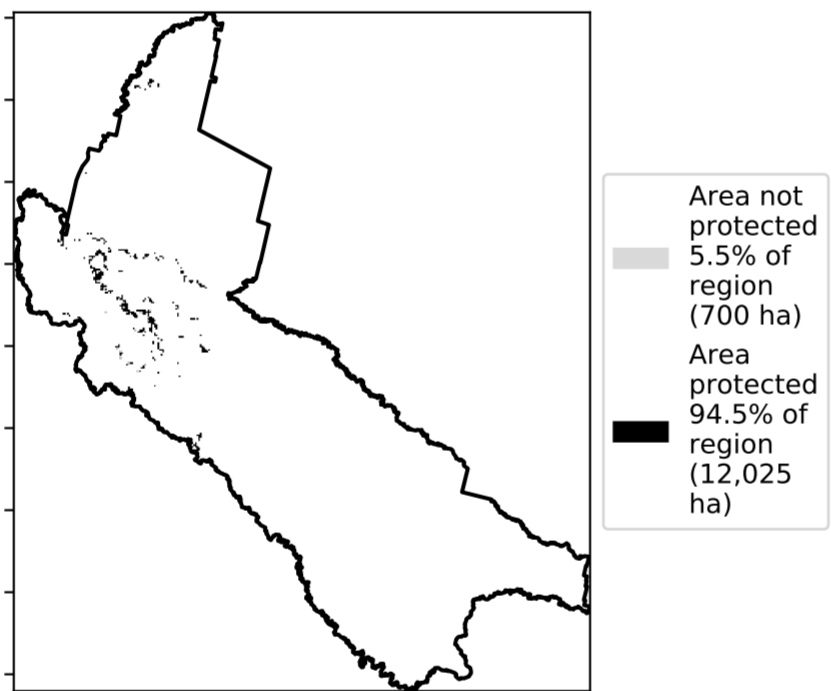 Area not
protected
5.5% of
region
(700 ha)
Area
protected
94.5% of
region
(12,025
ha)